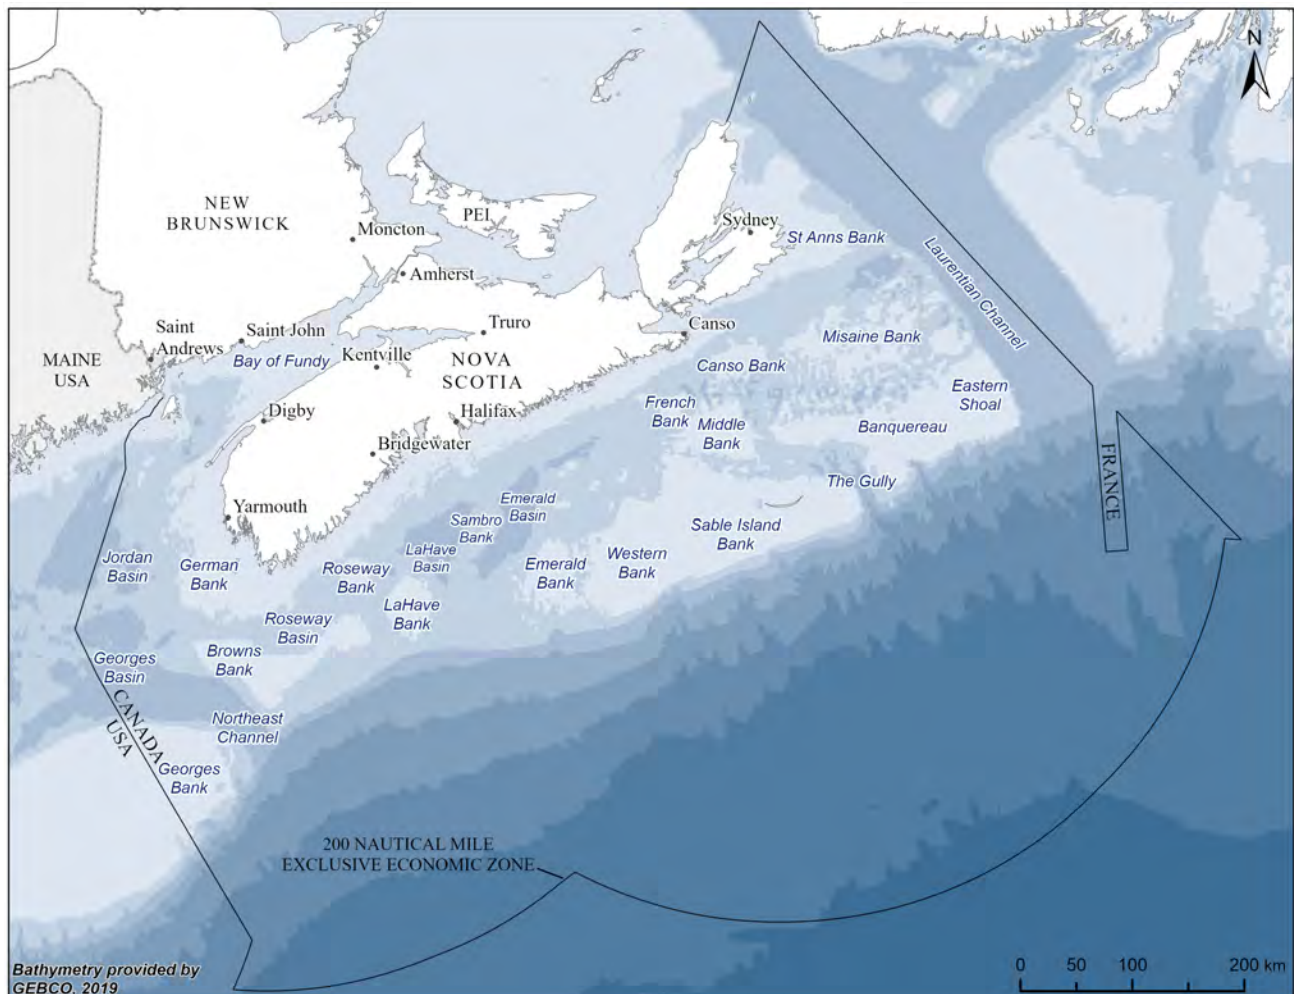 N
NEW
BRUNSWICK
Moncton
PEI
Sydney
St Anns Bank
Amherst
Laurentian Channel
Saint
Andrews
Saint John
Truro
Canso
Misaine Bank
MAINE
USA
Bay of Fundy
Kentville
NOVA
SCOTIA
Canso Bank
Eastern
Shoal
Digby
Halifax
French
Bank
Middle
Bank
Banquereau
Bridgewater
The Gully
FRANCE
Yarmouth
Emerald
Basin
Sambro
Bank
Sable Island
Bank
Jordan
Basin
German
Bank
Roseway
Bank
LaHave
Basin
Emerald
Bank
Western
Bank
LaHave
Bank
Roseway
Basin
Georges
Basin
Browns
Bank
CANADA
USA
Northeast
Channel
Georges
Bank
200 NAUTICAL MILE
EXCLUSIVE ECONOMIC ZONE
Bathymetry provided by
GEBCO, 2019
0 50 100 200 km